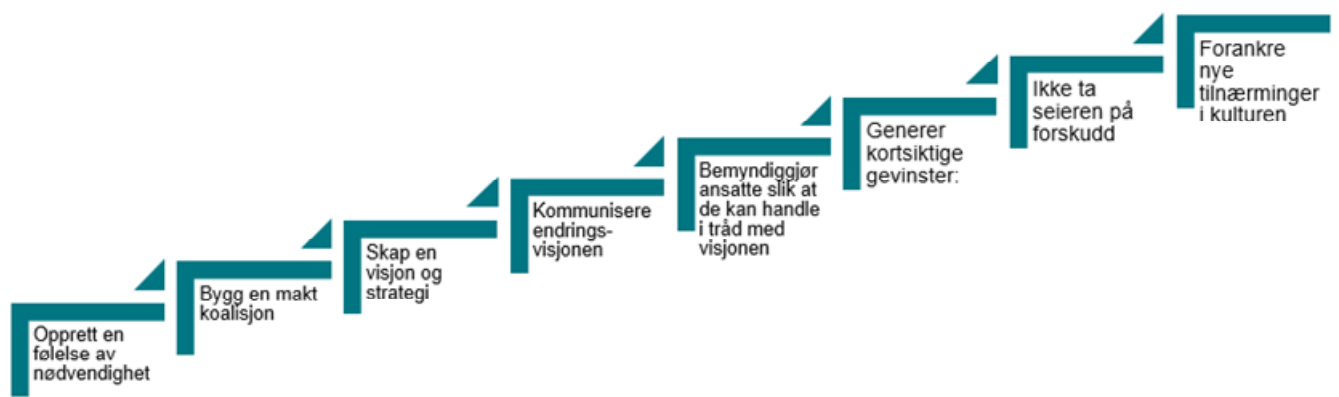 Opprett en
følelse av
nødvendighet
Bygg en makt
koalisjon
Skap en
visjon og
strategi
Kommunisere
endrings-
visjonen
Bemyndiggjør
ansatte slik at
de kan handle
i tråd med
visjonen
Generer
kortsiktige
gevinster:
Ikke ta
seieren på
forskudd
Forankre
nye
tilnærminger
i kulturen